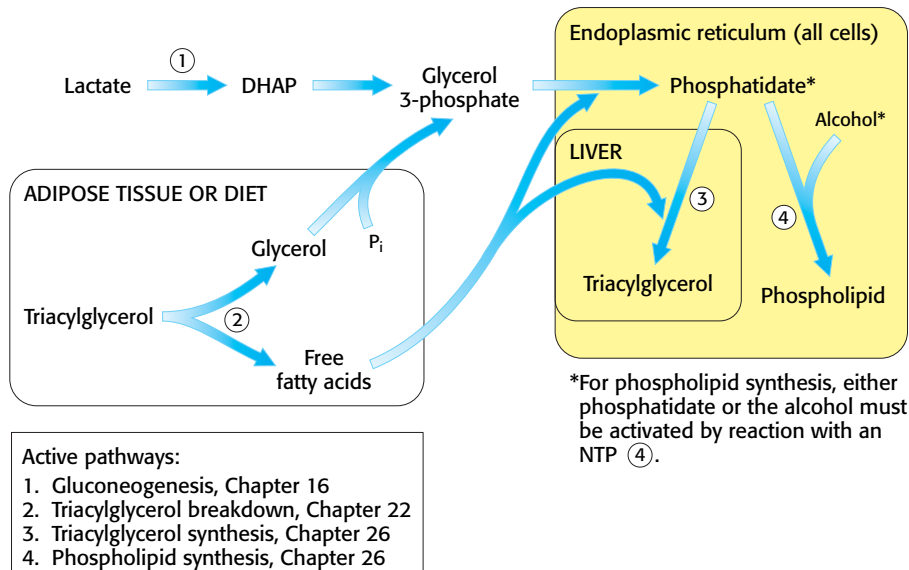 Endoplasmic reticulum (all cells)
1
Lactate
DHAP
Glycerol
3-phosphate
Phosphatidate*
Alcohol*
LIVER
3
4
Triacylglycerol
Phospholipid
ADIPOSE TISSUE OR DIET
Glycerol
Pi
Triacylglycerol
2
Free
fatty acids
*For phospholipid synthesis, either
phosphatidate or the alcohol must
be activated by reaction with an
NTP 4.
Active pathways:
1. Gluconeogenesis, Chapter 16
2. Triacylglycerol breakdown, Chapter 22
3. Triacylglycerol synthesis, Chapter 26
4. Phospholipid synthesis, Chapter 26